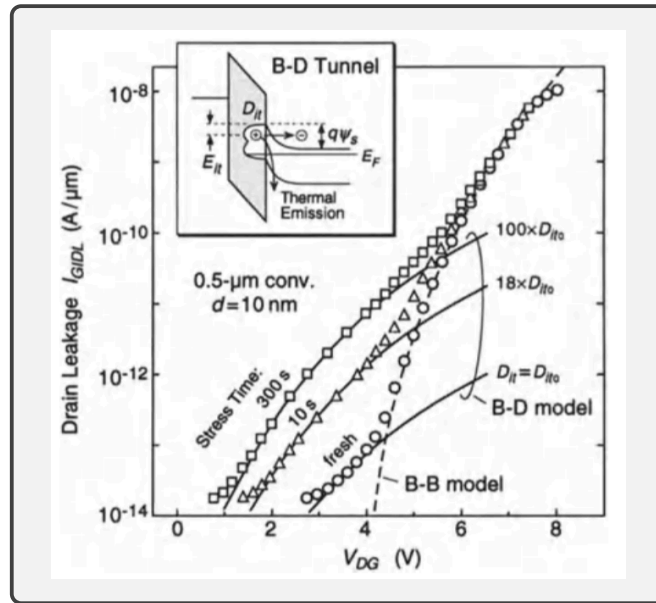 B-D Tunnel
D_it
qψ_s
E_it
E_F
Thermal
Emission
10^-8
10^-10
10^-12
10^-14
Drain Leakage I_GIDL (A/μm)
0.5-μm conv.
d=10 nm
Stress Time:
300 s
10 s
fresh
100×D_ito
18×D_ito
D_it=D_ito
B-D model
B-B model
0 2 4 6 8
V_DG (V)